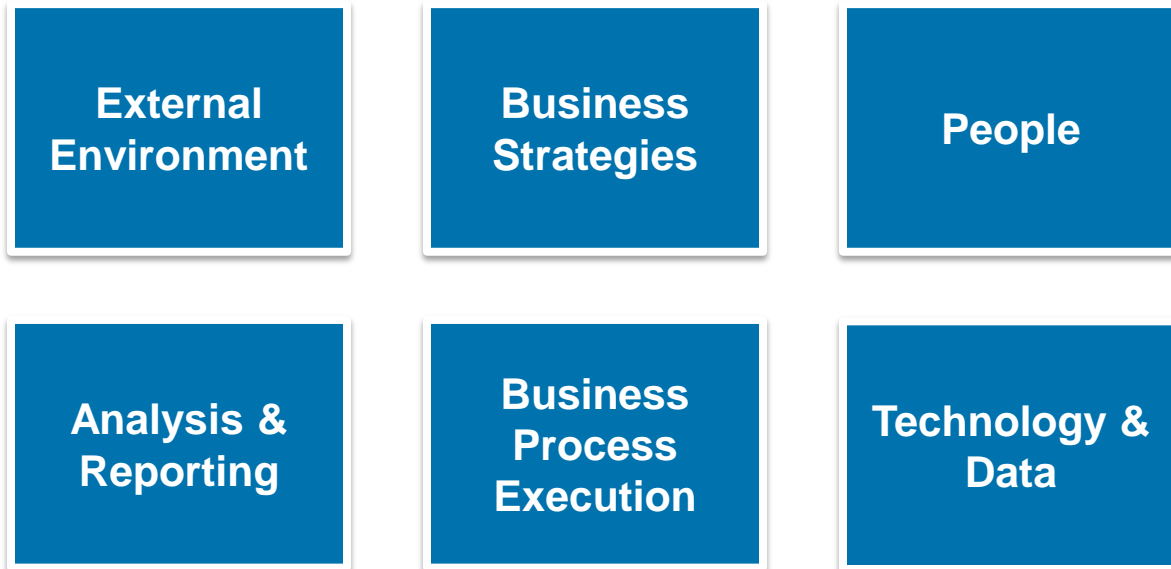 External
Environment
Business
Strategies
People
Analysis &
Reporting
Business
Process
Execution
Technology &
Data